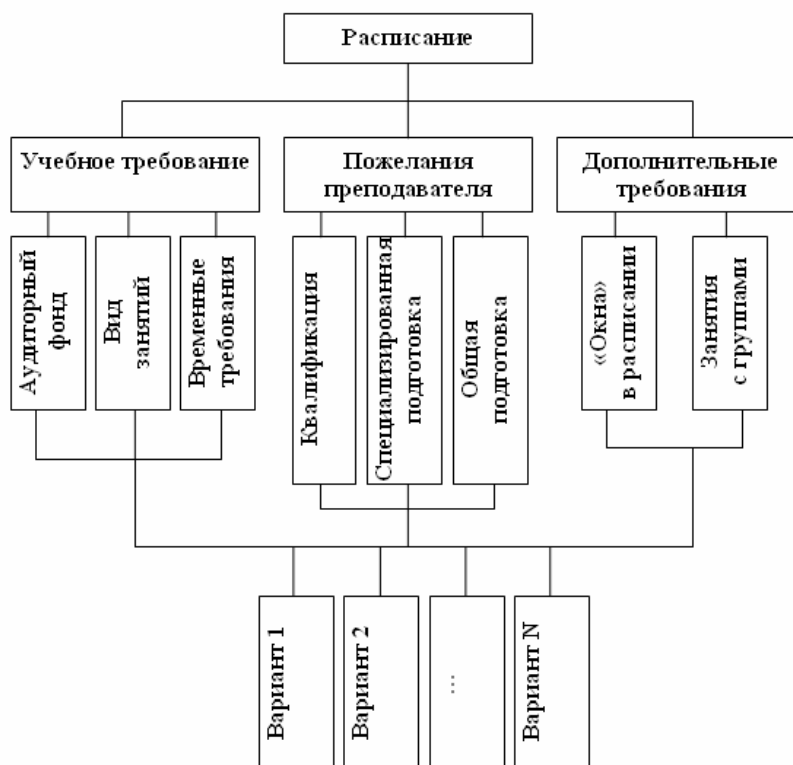 Расписание
Учебное требование
Пожелания
преподавателя
Дополнительные
требования
Аудиторный
фонд
Вид
занятий
Временные
требования
Квалификация
Специализированная
подготовка
Общая
подготовка
«Окна»
в расписании
Занятия
с группами
Вариант 1
Вариант 2
...
Вариант N